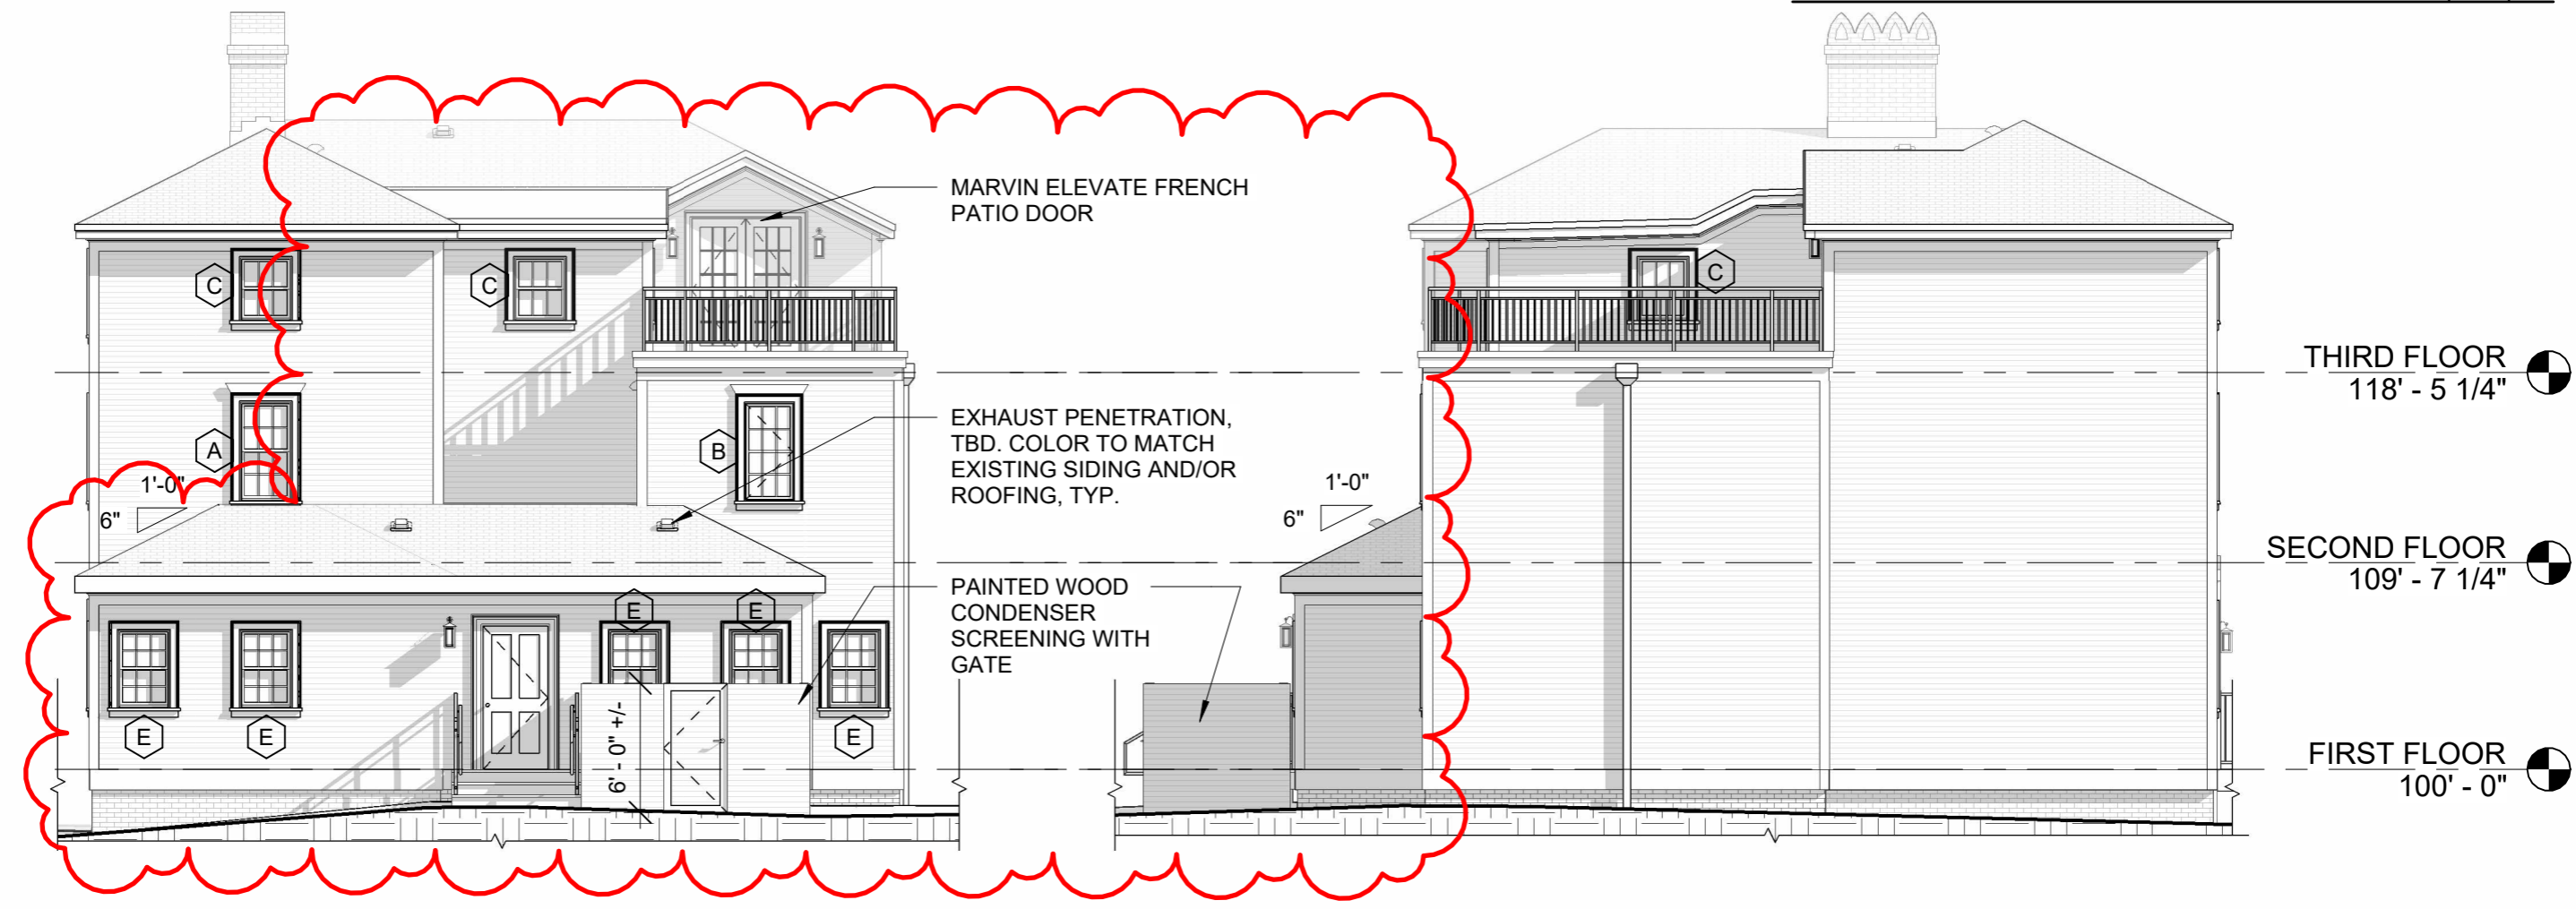 MARVIN ELEVATE FRENCH
PATIO DOOR
C
C
C
THIRD FLOOR
118' - 5 1/4"
A
B
EXHAUST PENETRATION,
TBD. COLOR TO MATCH
EXISTING SIDING AND/OR
ROOFING, TYP.
1'-0"
6"
1'-0"
6"
SECOND FLOOR
109' - 7 1/4"
PAINTED WOOD
CONDENSER
SCREENING WITH
GATE
E
E
E
E
E
6' - 0" +/-
FIRST FLOOR
100' - 0"